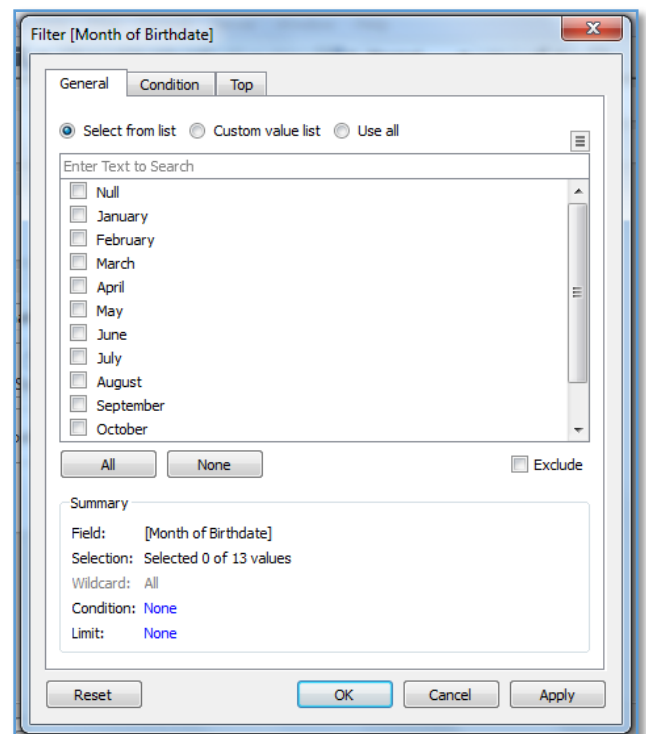 Filter [Month of Birthdate]
X
General Condition Top
Select from list Custom value list Use all
Enter Text to Search
Null
January
February
March
April
May
June
July
August
September
October
All None Exclude
Summary
Field: [Month of Birthdate]
Selection: Selected 0 of 13 values
Wildcard: All
Condition: None
Limit: None
Reset OK Cancel Apply